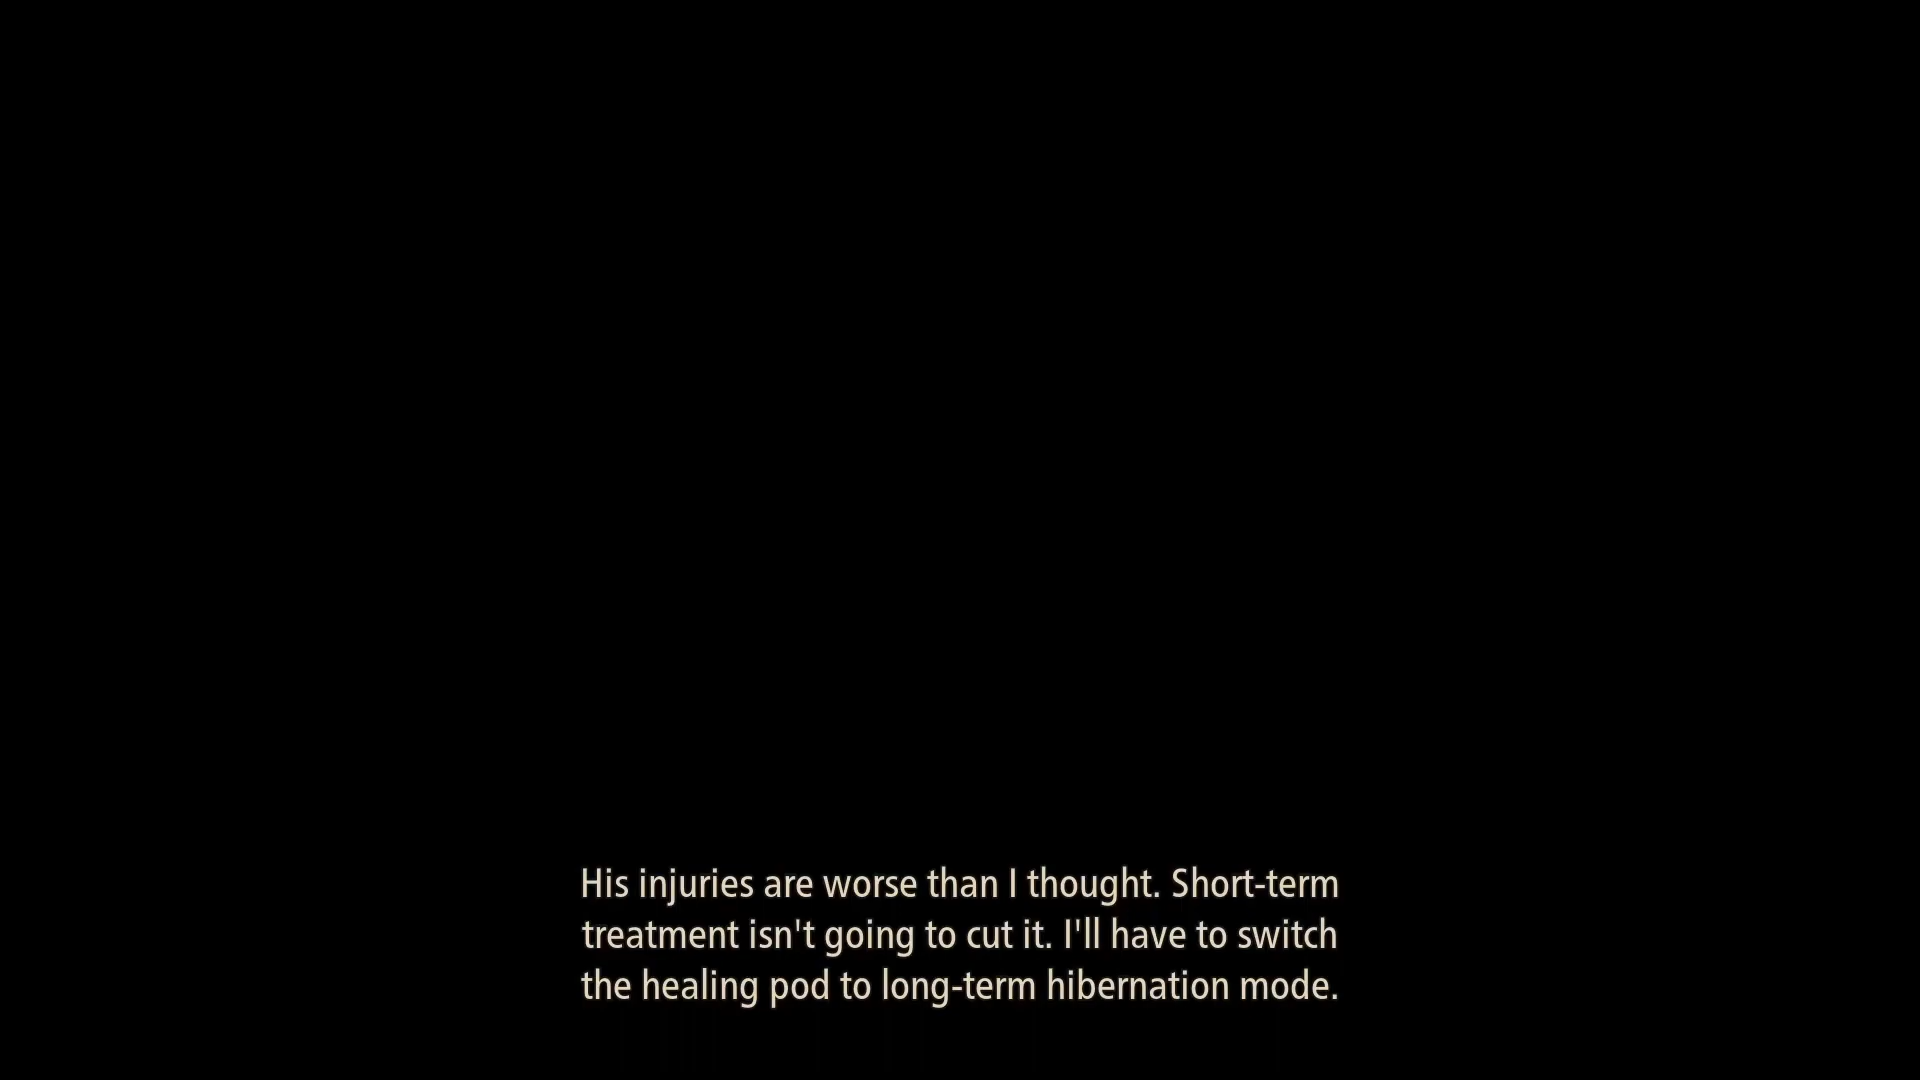 His injuries are worse than I thought. Short-term
treatment isn't going to cut it. I'll have to switch
the healing pod to long-term hibernation mode.